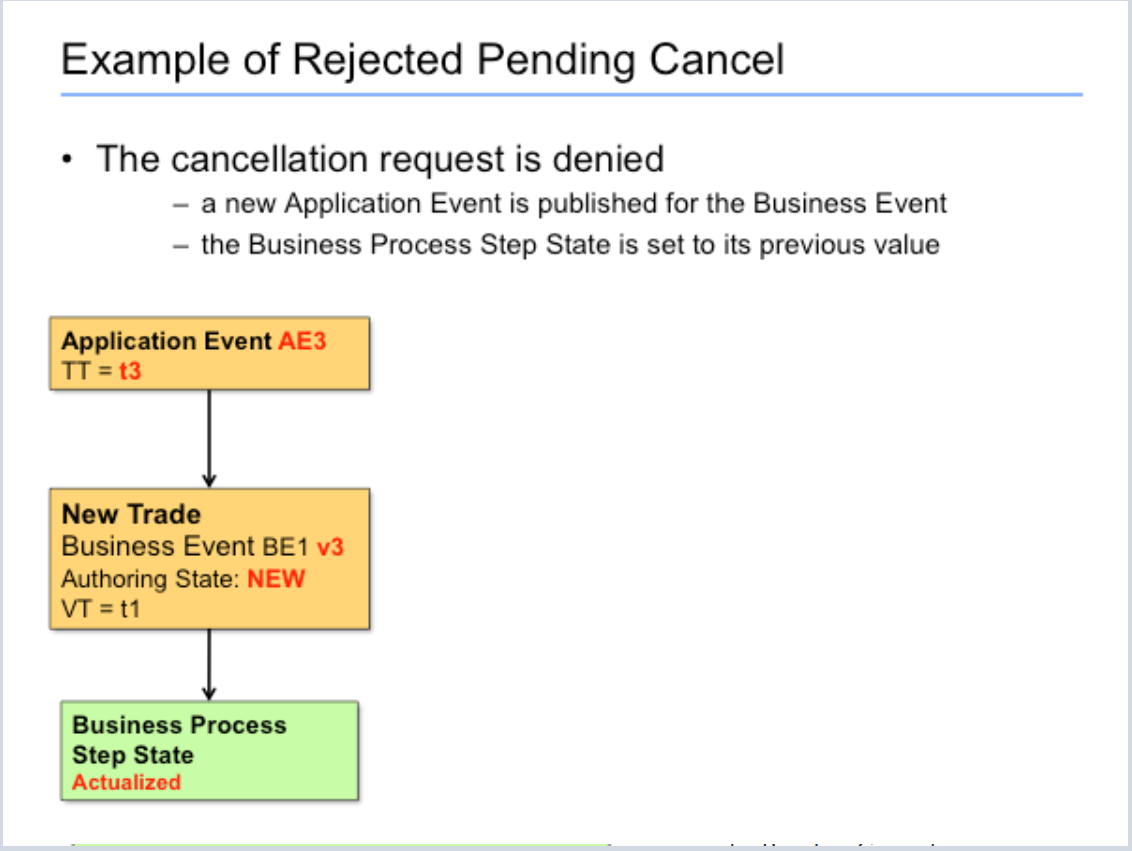 Example of Rejected Pending Cancel
• The cancellation request is denied
– a new Application Event is published for the Business Event
– the Business Process Step State is set to its previous value
Application Event AE3
TT = t3
New Trade
Business Event BE1 v3
Authoring State: NEW
VT = t1
Business Process
Step State
Actualized